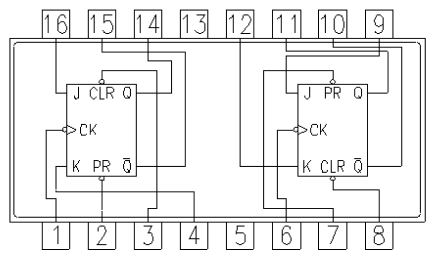 16 15 14 13 12 11 10 9
J CLR Q J PR Q
CK CK
K PR Q̅ K CLR Q̅
1 2 3 4 5 6 7 8